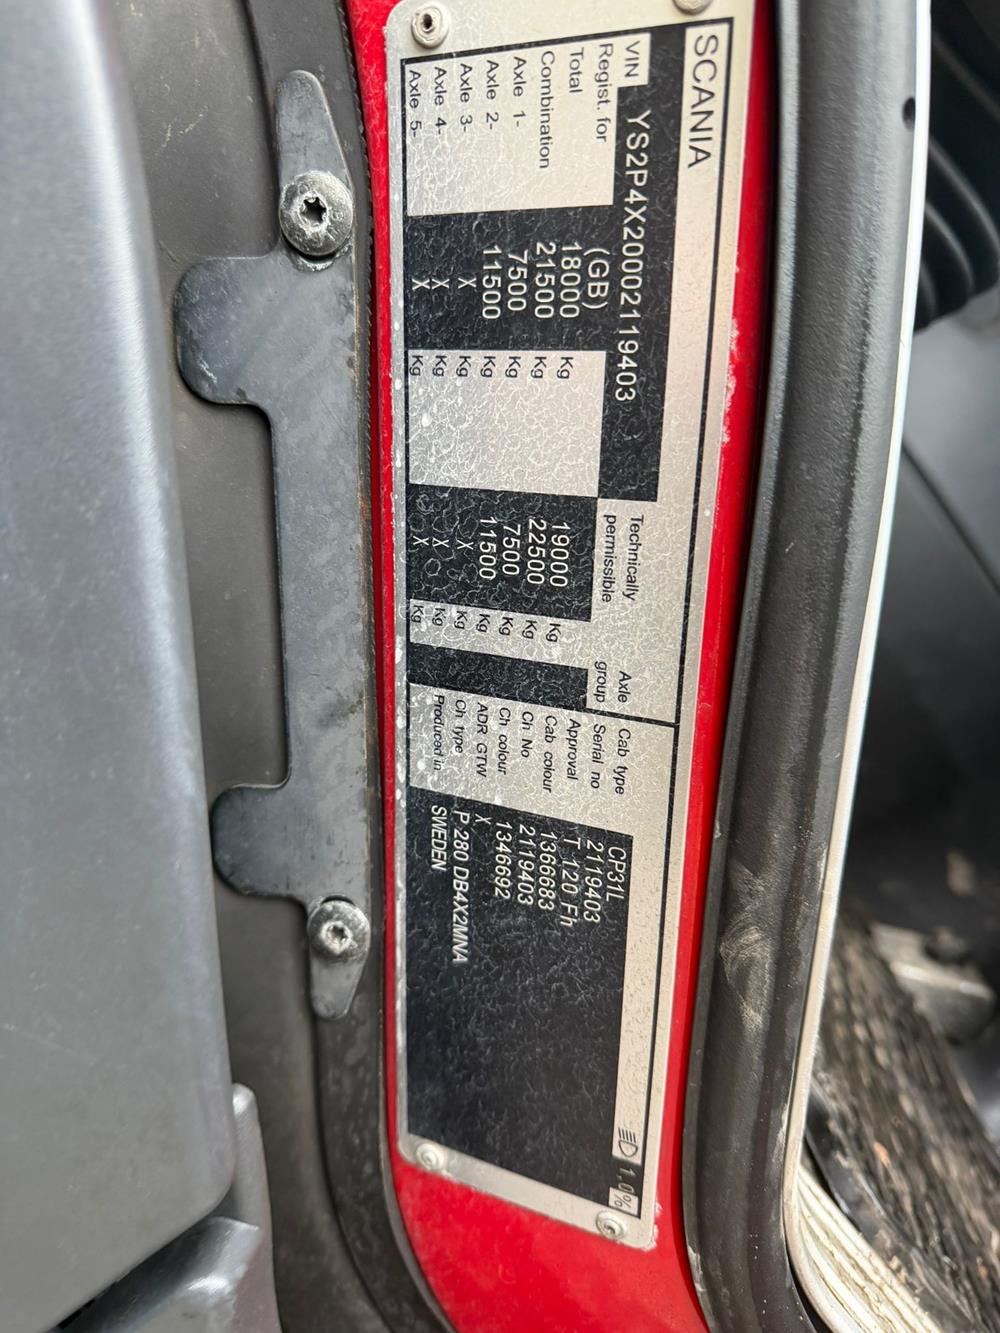 SCANIA
VIN YS2P4X20002119403
Regist. for (GB) Technically permissible Axle group
Total 18000 Kg 19000 Kg
Combination 21500 Kg 22500 Kg
Axle 1- 7500 Kg 7500 Kg
Axle 2- 11500 Kg 11500 Kg
Axle 3- X Kg X Kg
Axle 4- X Kg X Kg
Axle 5- X Kg X Kg
Cab type CP31L
Serial no 2119403
Approval T 120 Fh
Cab colour 1366683
Ch No 2119403
Ch colour 1346692
ADR GTW X
Ch type P 280 DB4X2MNA
Produced in SWEDEN
1,0%